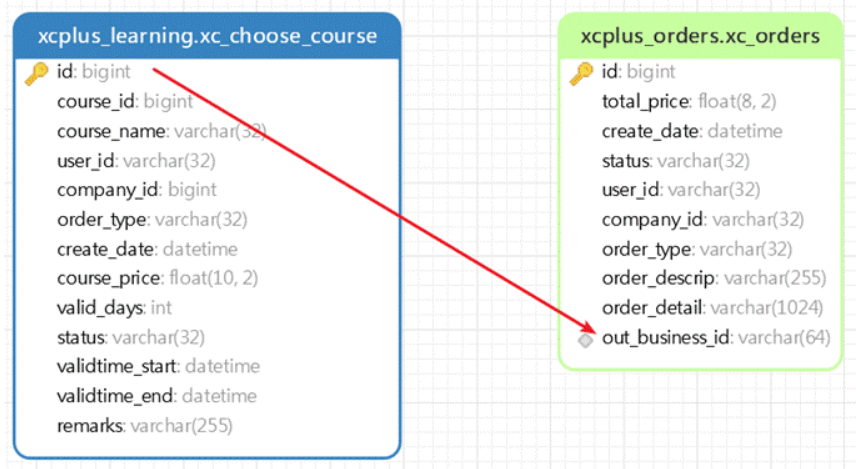 xcplus_learning.xc_choose_course
id: bigint
course_id: bigint
course_name: varchar(32)
user_id: varchar(32)
company_id: bigint
order_type: varchar(32)
create_date: datetime
course_price: float(10, 2)
valid_days: int
status: varchar(32)
validtime_start: datetime
validtime_end: datetime
remarks: varchar(255)
xcplus_orders.xc_orders
id: bigint
total_price: float(8, 2)
create_date: datetime
status: varchar(32)
user_id: varchar(32)
company_id: varchar(32)
order_type: varchar(32)
order_descrip: varchar(255)
order_detail: varchar(1024)
out_business_id: varchar(64)